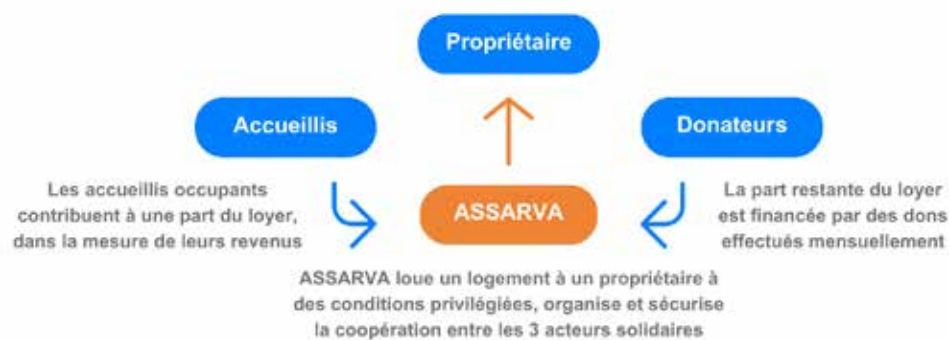 Propriétaire
Accueillis
Donateurs
Les accueillis occupants
contribuent à une part du loyer,
dans la mesure de leurs revenus
ASSARVA
La part restante du loyer
est financée par des dons
effectués mensuellement
ASSARVA loue un logement à un propriétaire à
des conditions privilégiées, organise et sécurise
la coopération entre les 3 acteurs solidaires